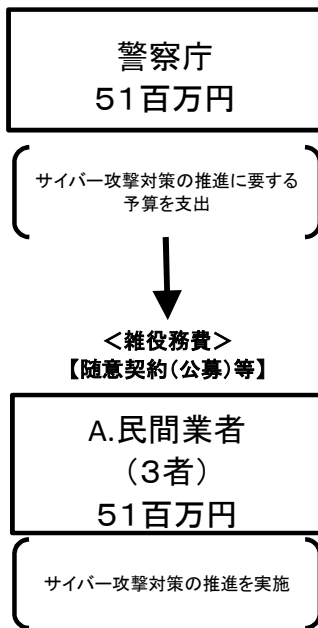 警察庁
51百万円
サイバー攻撃対策の推進に要する
予算を支出
＜雑役務費＞
【随意契約（公募）等】
A.民間業者
（3者）
51百万円
サイバー攻撃対策の推進を実施